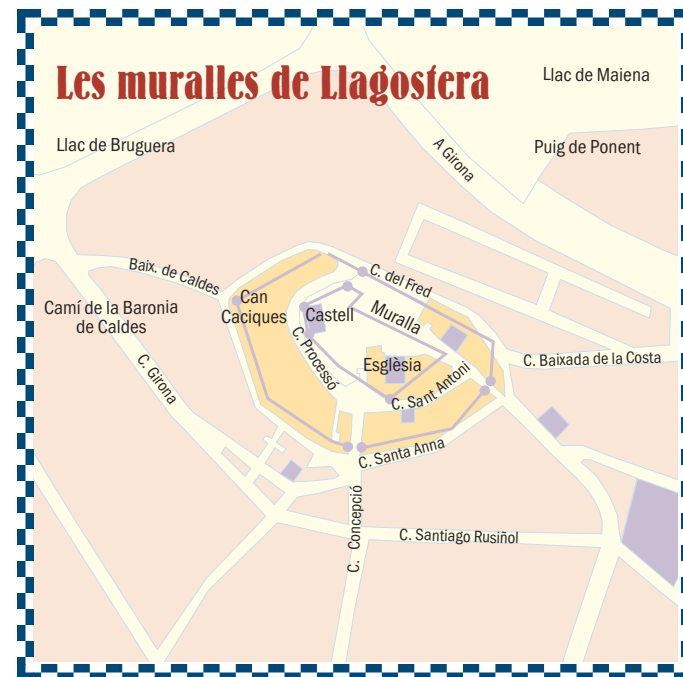 Les muralles de Llagostera
Llac de Maiena
Llac de Bruguera
A Girona
Puig de Ponent
Baix. de Caldes
C. del Fred
Can
Caciques
Camí de la Baronia
de Caldes
Castell
Muralla
C. Processó
Esglèsia
C. Baixada de la Costa
C. Girona
C. Sant Antoni
C. Santa Anna
C. Concepció
C. Santiago Rusiñol